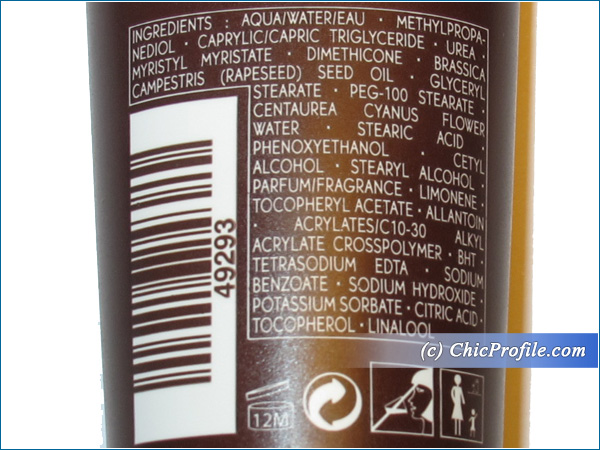 INGREDIENTS : AQUA/WATER/EAU · METHYLPROPA-
NEDIOL · CAPRYLIC/CAPRIC TRIGLYCERIDE · UREA ·
MYRISTYL MYRISTATE · DIMETHICONE · BRASSICA
CAMPESTRIS (RAPESEED) SEED OIL · GLYCERYL
STEARATE · PEG-100 STEARATE ·
CENTAUREA CYANUS FLOWER
WATER · STEARIC ACID ·
PHENOXYETHANOL · CETYL
ALCOHOL · STEARYL ALCOHOL ·
PARFUM/FRAGRANCE · LIMONENE ·
TOCOPHERYL ACETATE · ALLANTOIN
· ACRYLATES/C10-30 ALKYL
ACRYLATE CROSSPOLYMER · BHT ·
TETRASODIUM EDTA · SODIUM
BENZOATE · SODIUM HYDROXIDE ·
POTASSIUM SORBATE · CITRIC ACID ·
TOCOPHEROL · LINALOOL
49293
12M
(c) ChicProfile.com